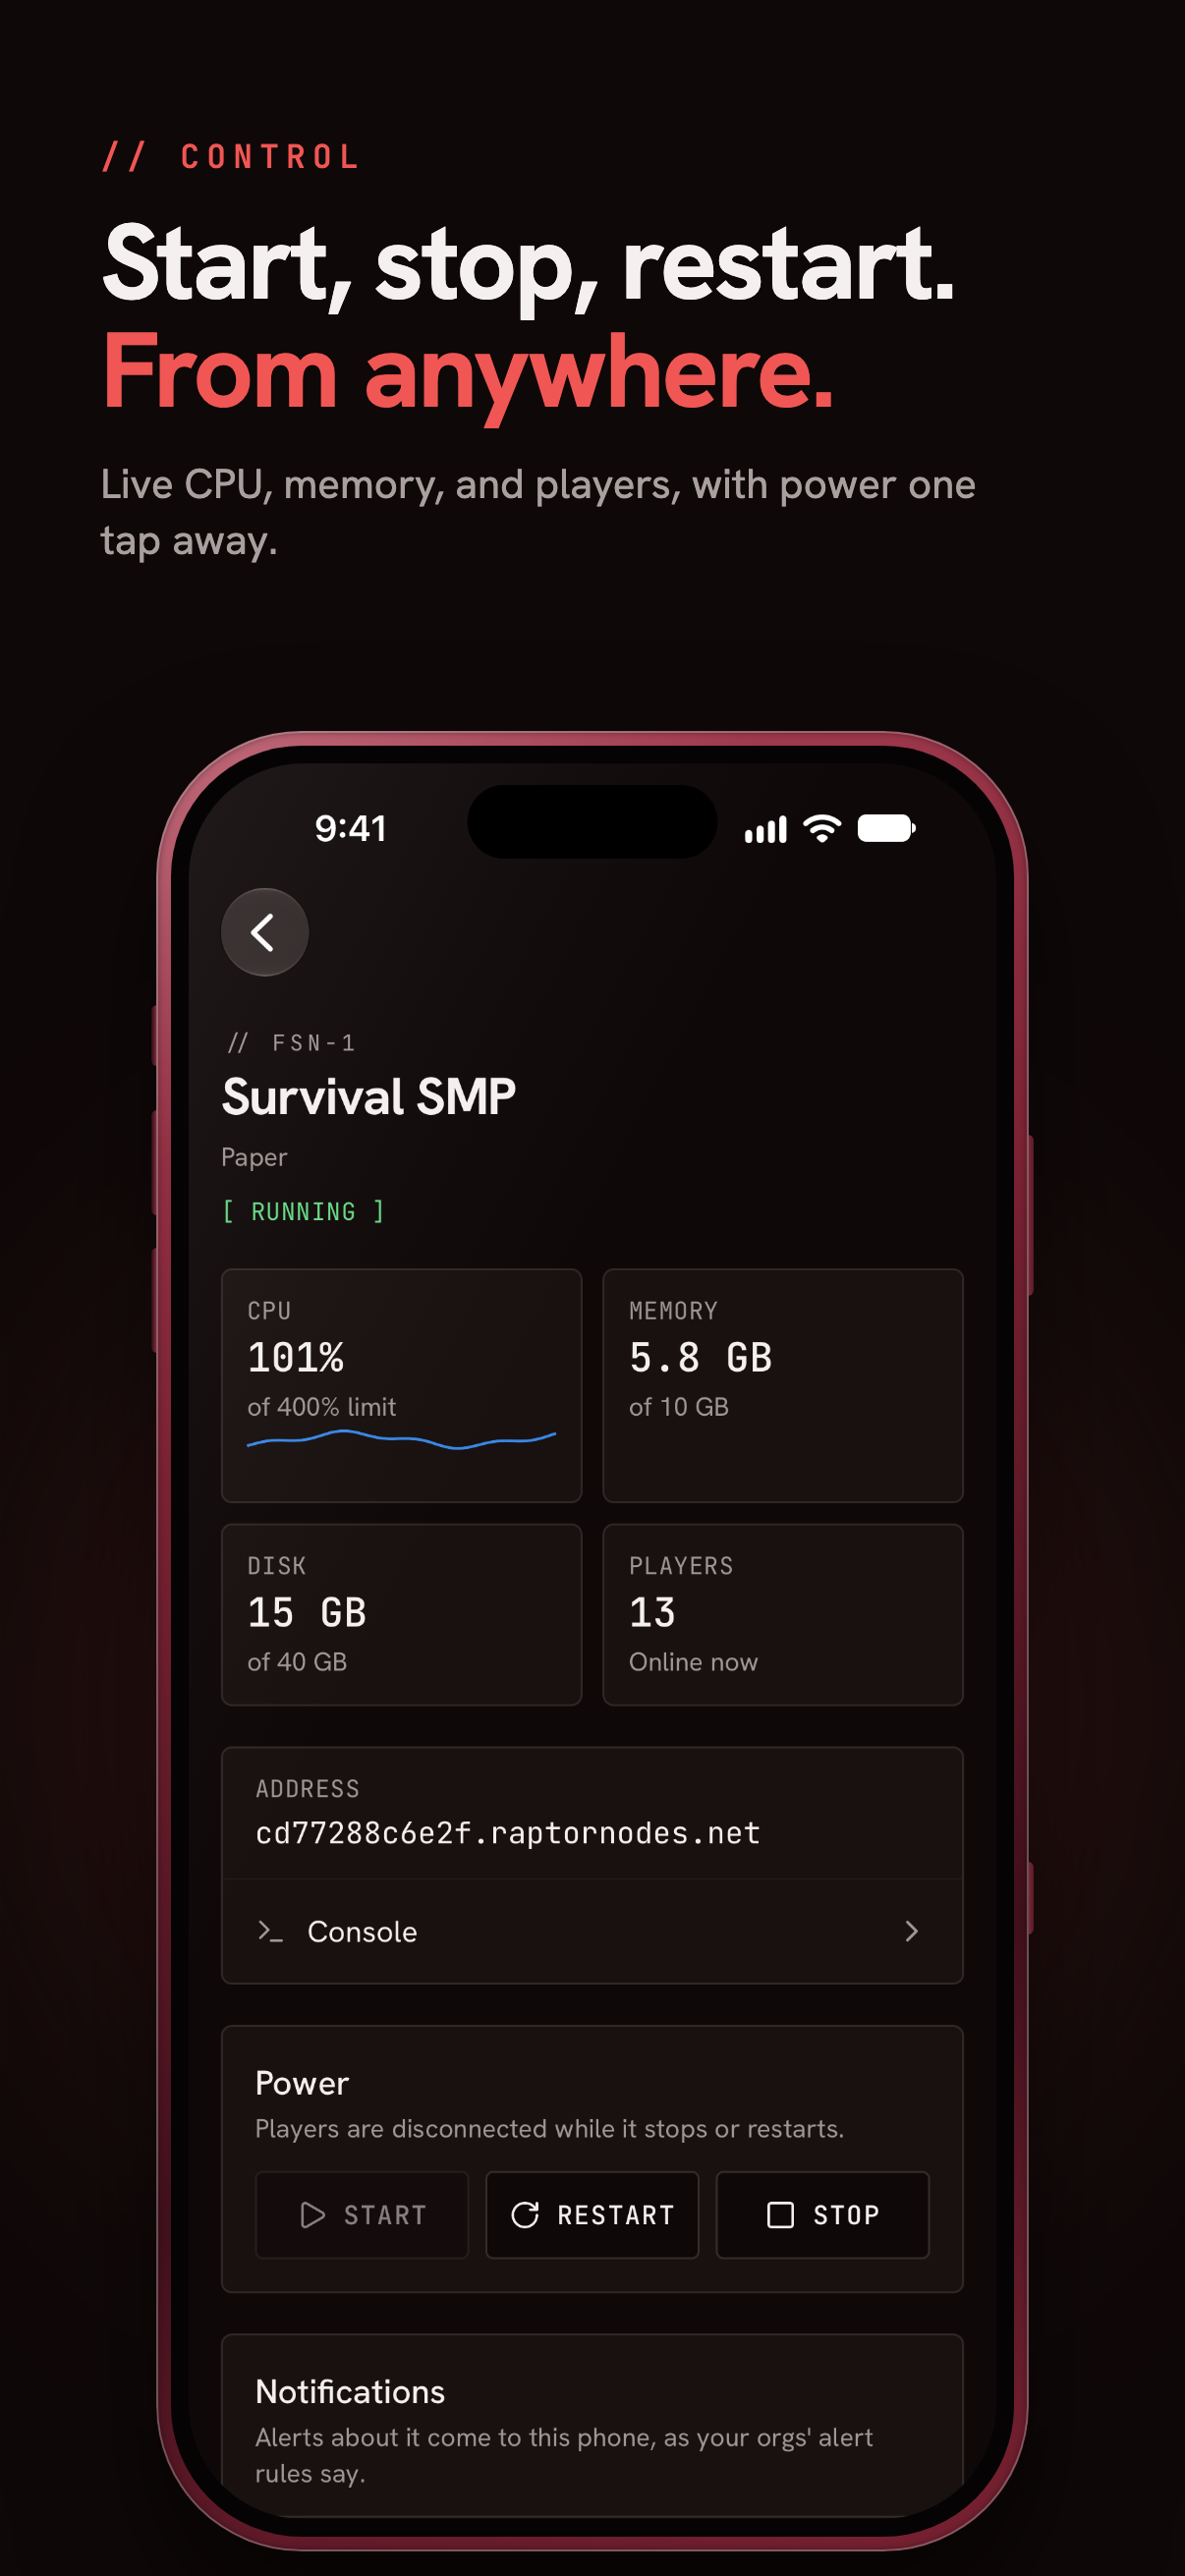 // CONTROL
Start, stop, restart.
From anywhere.
Live CPU, memory, and players, with power one
tap away.
9:41
// FSN-1
Survival SMP
Paper
[ RUNNING ]
CPU
101%
of 400% limit
MEMORY
5.8 GB
of 10 GB
DISK
15 GB
of 40 GB
PLAYERS
13
Online now
ADDRESS
cd77288c6e2f.raptornodes.net
>_ Console
Power
Players are disconnected while it stops or restarts.
START
RESTART
STOP
Notifications
Alerts about it come to this phone, as your orgs' alert
rules say.